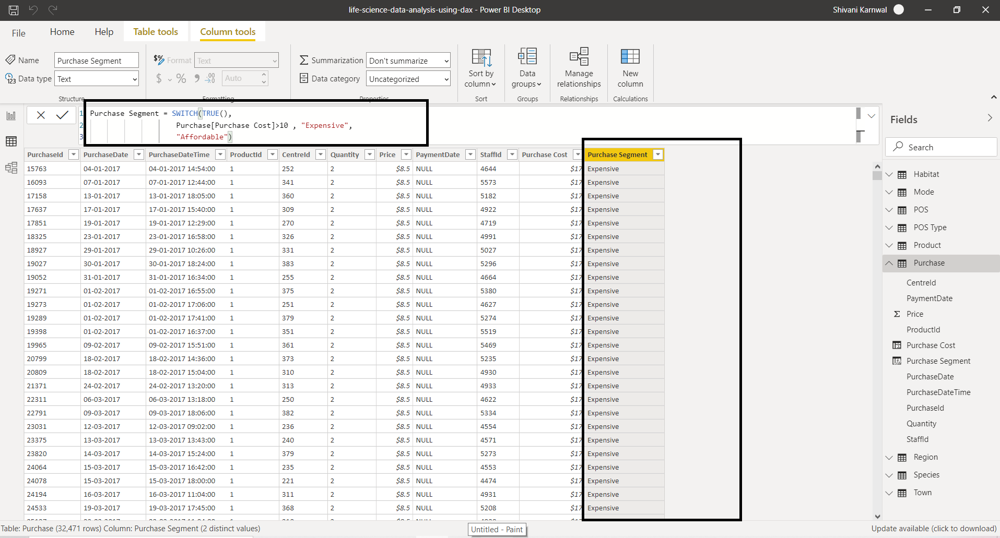 life-science-data-analysis-using-dax - Power BI Desktop
Shivani Karnwal
File Home Help Table tools Column tools
Name Purchase Segment
$% Format Text
Summarization Don't summarize
Data type Text
$ % 9 .00 Auto
Data category Uncategorized
Sort by column
Data groups
Manage relationships
New column
Structure Formatting Properties Sort Groups Relationships Calculations
1 Purchase Segment = SWITCH(TRUE(),
2 Purchase[Purchase Cost]>10 , "Expensive",
3 "Affordable")
PurchaseId PurchaseDate PurchaseDateTime ProductId CentreId Quantity Price PaymentDate StaffId Purchase Cost Purchase Segment
15763 04-01-2017 04-01-2017 14:54:00 1 252 2 $8.5 NULL 4644 $17 Expensive
16093 07-01-2017 07-01-2017 12:44:00 1 341 2 $8.5 NULL 5573 $17 Expensive
17158 13-01-2017 13-01-2017 18:05:00 1 360 2 $8.5 NULL 5182 $17 Expensive
17637 17-01-2017 17-01-2017 15:40:00 1 309 2 $8.5 NULL 4922 $17 Expensive
17851 19-01-2017 19-01-2017 12:29:00 1 270 2 $8.5 NULL 4719 $17 Expensive
18325 23-01-2017 23-01-2017 16:58:00 1 326 2 $8.5 NULL 4991 $17 Expensive
18927 29-01-2017 29-01-2017 10:26:00 1 331 2 $8.5 NULL 5027 $17 Expensive
19027 30-01-2017 30-01-2017 18:24:00 1 383 2 $8.5 NULL 5296 $17 Expensive
19052 31-01-2017 31-01-2017 16:34:00 1 255 2 $8.5 NULL 4664 $17 Expensive
19271 01-02-2017 01-02-2017 16:55:00 1 375 2 $8.5 NULL 5380 $17 Expensive
19273 01-02-2017 01-02-2017 17:06:00 1 251 2 $8.5 NULL 4627 $17 Expensive
19289 01-02-2017 01-02-2017 17:41:00 1 379 2 $8.5 NULL 5274 $17 Expensive
19398 01-02-2017 01-02-2017 16:37:00 1 351 2 $8.5 NULL 5519 $17 Expensive
19965 09-02-2017 09-02-2017 15:51:00 1 361 2 $8.5 NULL 5469 $17 Expensive
20799 18-02-2017 18-02-2017 14:36:00 1 373 2 $8.5 NULL 5235 $17 Expensive
20809 18-02-2017 18-02-2017 15:04:00 1 310 2 $8.5 NULL 4930 $17 Expensive
21371 24-02-2017 24-02-2017 13:20:00 1 313 2 $8.5 NULL 4933 $17 Expensive
22311 06-03-2017 06-03-2017 13:18:00 1 250 2 $8.5 NULL 4622 $17 Expensive
22791 09-03-2017 09-03-2017 18:06:00 1 382 2 $8.5 NULL 5334 $17 Expensive
23031 12-03-2017 12-03-2017 09:02:00 1 236 2 $8.5 NULL 4554 $17 Expensive
23375 13-03-2017 13-03-2017 13:43:00 1 240 2 $8.5 NULL 4571 $17 Expensive
23820 14-03-2017 14-03-2017 15:24:00 1 379 2 $8.5 NULL 5273 $17 Expensive
24064 15-03-2017 15-03-2017 16:42:00 1 235 2 $8.5 NULL 4553 $17 Expensive
24078 15-03-2017 15-03-2017 18:00:00 1 221 2 $8.5 NULL 4474 $17 Expensive
24194 16-03-2017 16-03-2017 11:04:00 1 311 2 $8.5 NULL 4931 $17 Expensive
24533 19-03-2017 19-03-2017 17:45:00 1 368 2 $8.5 NULL 5208 $17 Expensive
Fields
Search
Habitat
Mode
POS
POS Type
Product
Purchase
CentreId
PaymentDate
Σ Price
ProductId
Purchase Cost
Purchase Segment
PurchaseDate
PurchaseDateTime
PurchaseId
Quantity
StaffId
Region
Species
Town
Table: Purchase (32,471 rows) Column: Purchase Segment (2 distinct values)
Untitled - Paint
Update available (click to download)